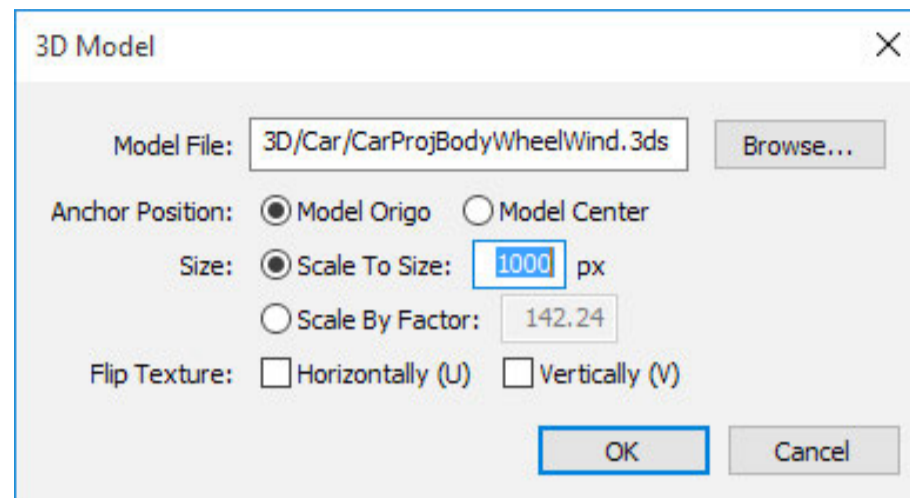 3D Model
Model File: 3D/Car/CarProjBodyWheelWind.3ds Browse...
Anchor Position: Model Origo Model Center
Size: Scale To Size: 1000 px
Scale By Factor: 142.24
Flip Texture: Horizontally (U) Vertically (V)
OK Cancel